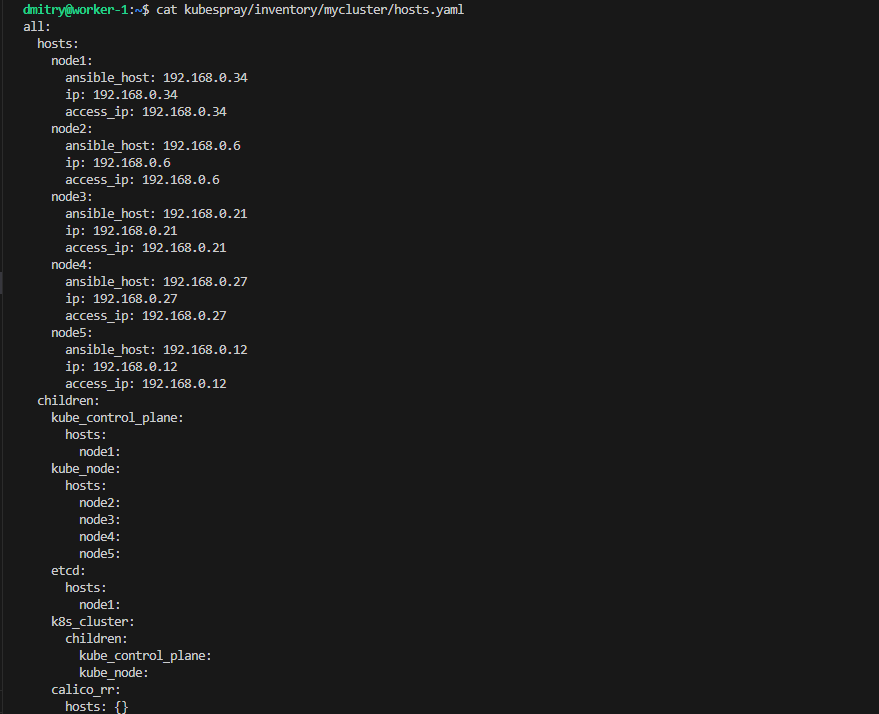 dmitry@worker-1:~$ cat kubespray/inventory/mycluster/hosts.yaml
all:
  hosts:
    node1:
      ansible_host: 192.168.0.34
      ip: 192.168.0.34
      access_ip: 192.168.0.34
    node2:
      ansible_host: 192.168.0.6
      ip: 192.168.0.6
      access_ip: 192.168.0.6
    node3:
      ansible_host: 192.168.0.21
      ip: 192.168.0.21
      access_ip: 192.168.0.21
    node4:
      ansible_host: 192.168.0.27
      ip: 192.168.0.27
      access_ip: 192.168.0.27
    node5:
      ansible_host: 192.168.0.12
      ip: 192.168.0.12
      access_ip: 192.168.0.12
  children:
    kube_control_plane:
      hosts:
        node1:
    kube_node:
      hosts:
        node2:
        node3:
        node4:
        node5:
    etcd:
      hosts:
        node1:
    k8s_cluster:
      children:
        kube_control_plane:
        kube_node:
    calico_rr:
      hosts: {}